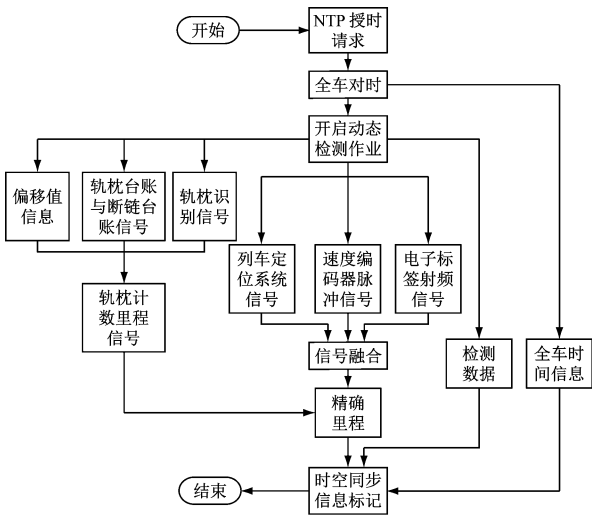 开始
NTP 授时
请求
全车对时
开启动态
检测作业
偏移值
信息
轨枕台账
与断链台
账信号
轨枕识
别信号
列车定
位系统
信号
速度编
码器脉
冲信号
电子标
签射频
信号
轨枕计
数里程
信号
信号融合
检测
数据
全车时
间信息
精确
里程
时空同步
信息标记
结束